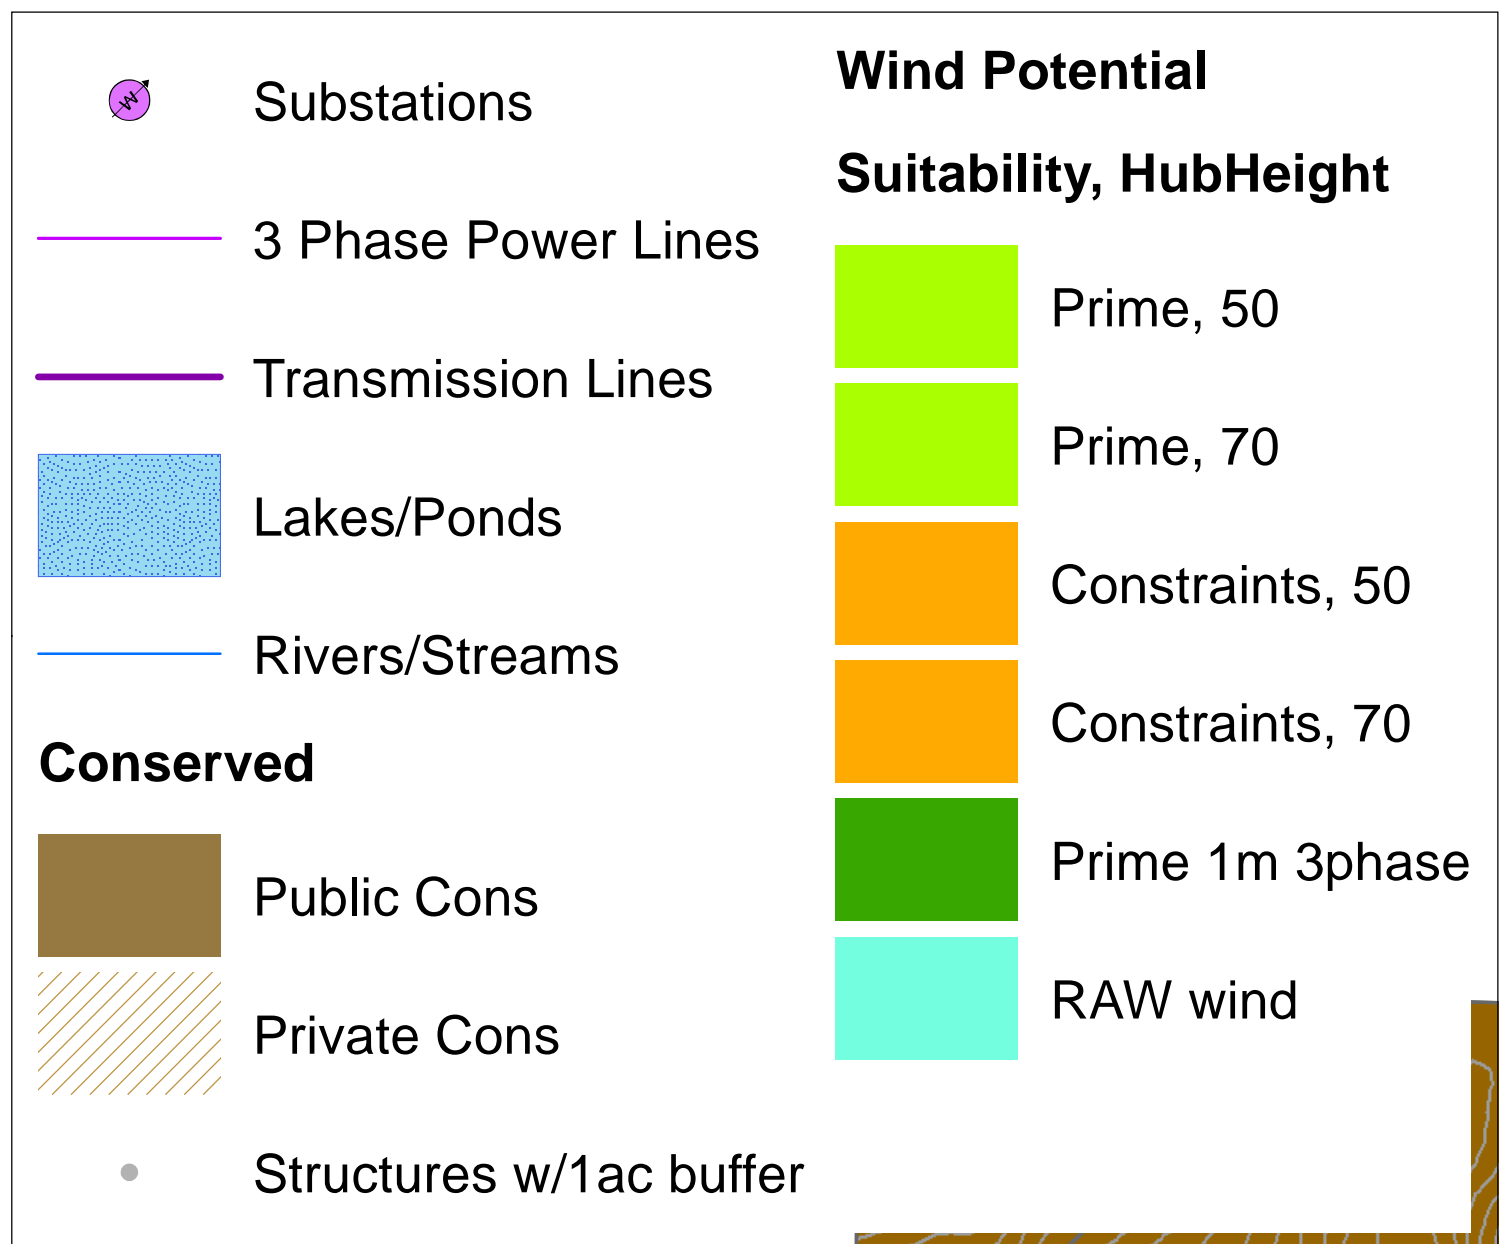 Substations
3 Phase Power Lines
Transmission Lines
Lakes/Ponds
Rivers/Streams
Conserved
Public Cons
Private Cons
Structures w/1ac buffer
Wind Potential
Suitability, HubHeight
Prime, 50
Prime, 70
Constraints, 50
Constraints, 70
Prime 1m 3phase
RAW wind